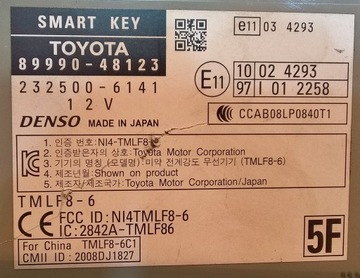 SMART KEY
e11 03 4293
TOYOTA
89990-48123
232500-6141
12V
DENSO MADE IN JAPAN
E11 10 02 4293
97 I 01 2258
CCAB08LP0840T1
1. 인증 번호: NI4-TMLF8
2. 인증받은자의 상호: Toyota Motor Corporation
3. 기기의 명칭 (모델명): 미약 전계강도 무선기기 (TMLF8-6)
4. 제조년월: Shown on product
5. 제조자/제조국가: Toyota Motor Corporation/Japan
TMLF8-6
CE FCC ID: NI4TMLF8-6
IC: 2842A-TMLF86
For China TMLF8-6C1
CMII ID: 2008DJ1827
5F